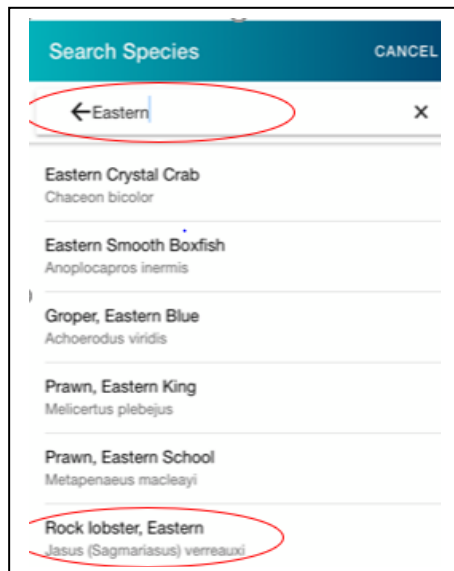 Search Species CANCEL
Eastern
Eastern Crystal Crab
Chaceon bicolor
Eastern Smooth Boxfish
Anoplocapros inermis
Groper, Eastern Blue
Achoerodus viridis
Prawn, Eastern King
Melicertus plebejus
Prawn, Eastern School
Metapenaeus macleayi
Rock lobster, Eastern
Jasus (Sagmariasus) verreauxi